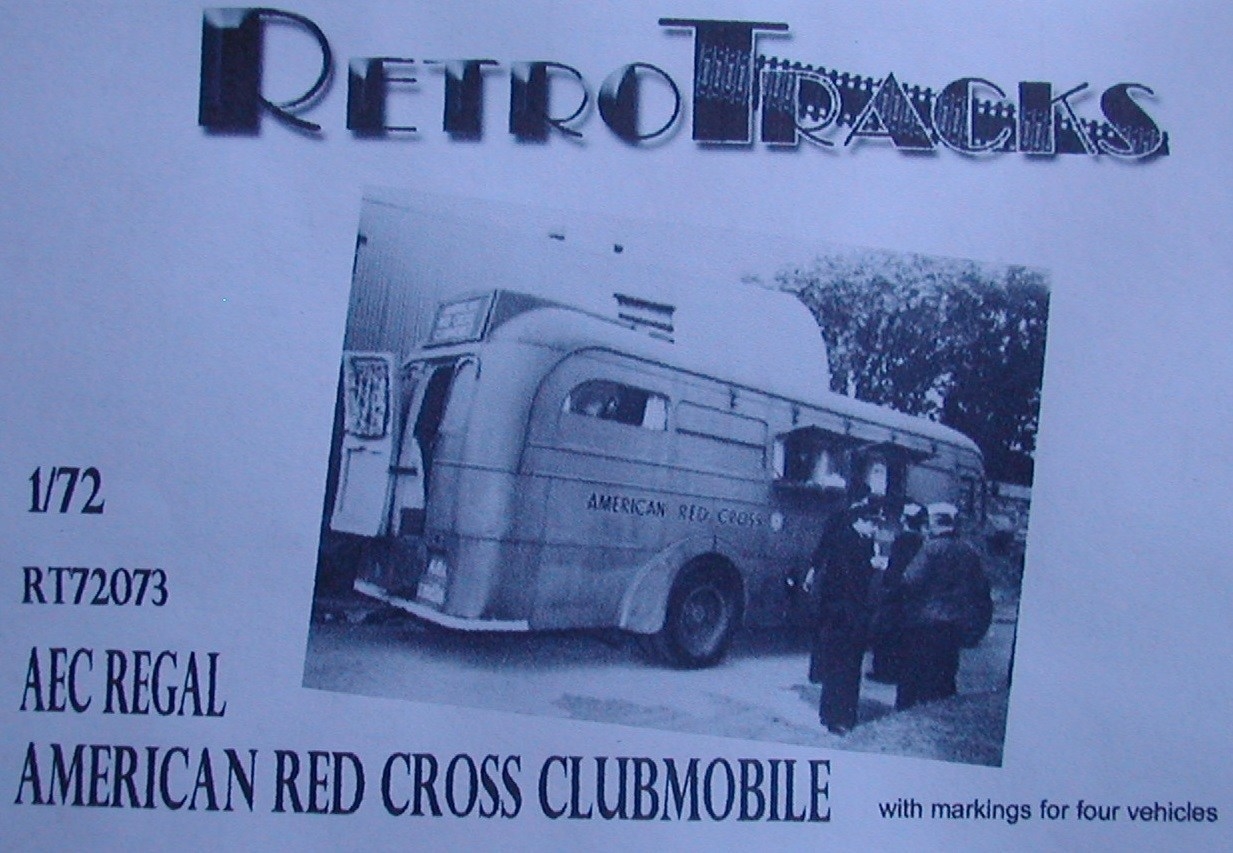 RETROTRACKS
AMERICAN RED CROSS
1/72
RT72073
AEC REGAL
AMERICAN RED CROSS CLUBMOBILE
with markings for four vehicles